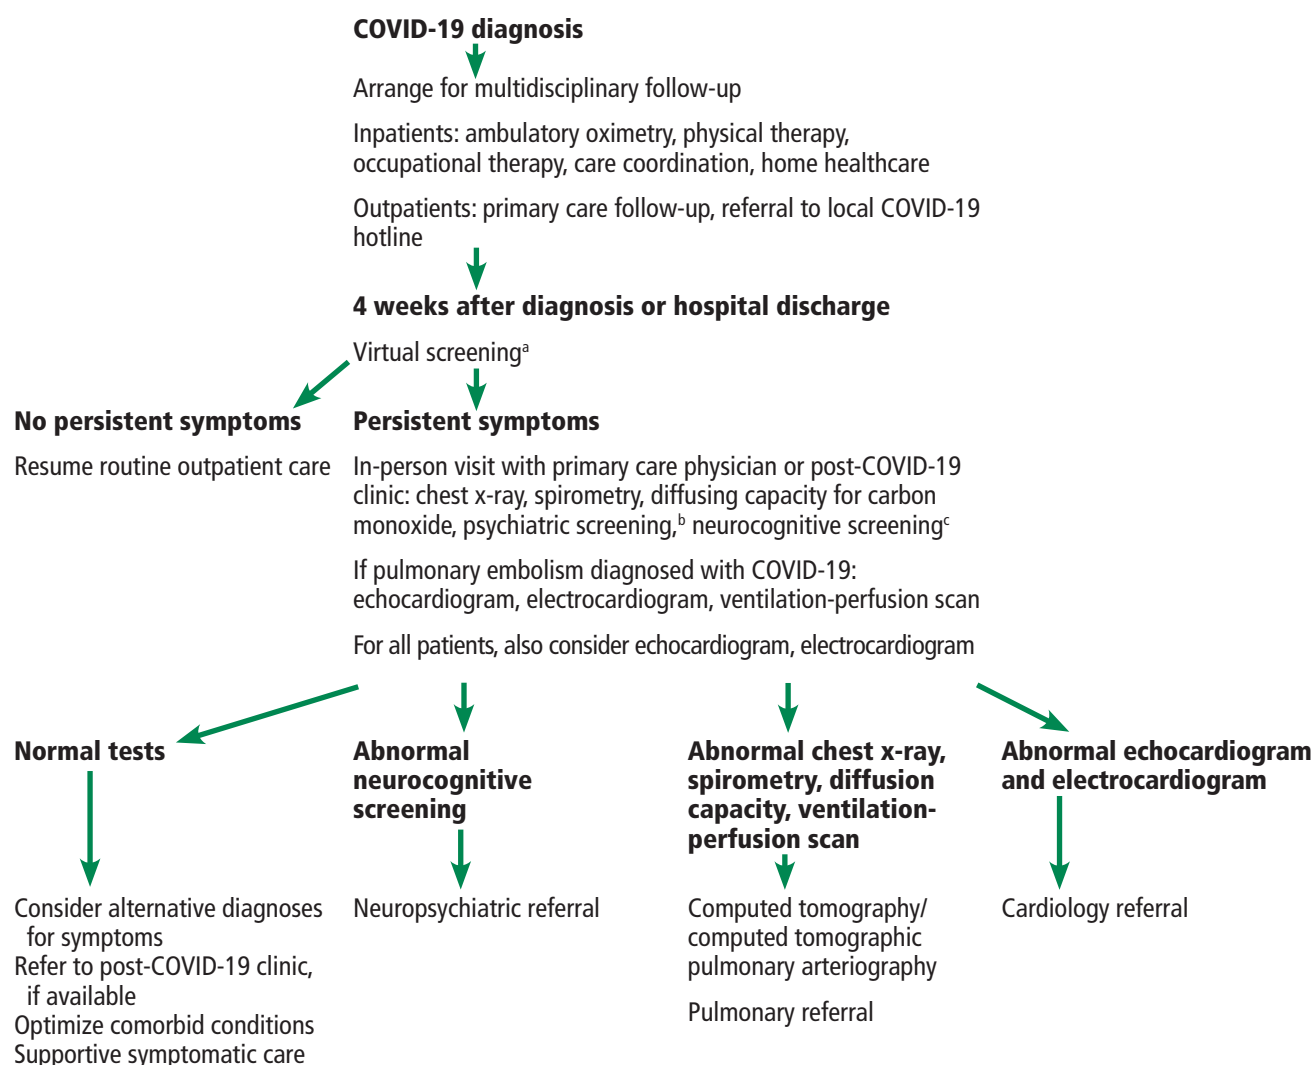 COVID-19 diagnosis
Arrange for multidisciplinary follow-up
Inpatients: ambulatory oximetry, physical therapy,
occupational therapy, care coordination, home healthcare
Outpatients: primary care follow-up, referral to local COVID-19
hotline
4 weeks after diagnosis or hospital discharge
Virtual screeningᵃ
No persistent symptoms
Resume routine outpatient care
Persistent symptoms
In-person visit with primary care physician or post-COVID-19
clinic: chest x-ray, spirometry, diffusing capacity for carbon
monoxide, psychiatric screening,ᵇ neurocognitive screeningᶜ
If pulmonary embolism diagnosed with COVID-19:
echocardiogram, electrocardiogram, ventilation-perfusion scan
For all patients, also consider echocardiogram, electrocardiogram
Normal tests
Consider alternative diagnoses
for symptoms
Refer to post-COVID-19 clinic,
if available
Optimize comorbid conditions
Supportive symptomatic care
Abnormal
neurocognitive
screening
Neuropsychiatric referral
Abnormal chest x-ray,
spirometry, diffusion
capacity, ventilation-
perfusion scan
Computed tomography/
computed tomographic
pulmonary arteriography
Pulmonary referral
Abnormal echocardiogram
and electrocardiogram
Cardiology referral